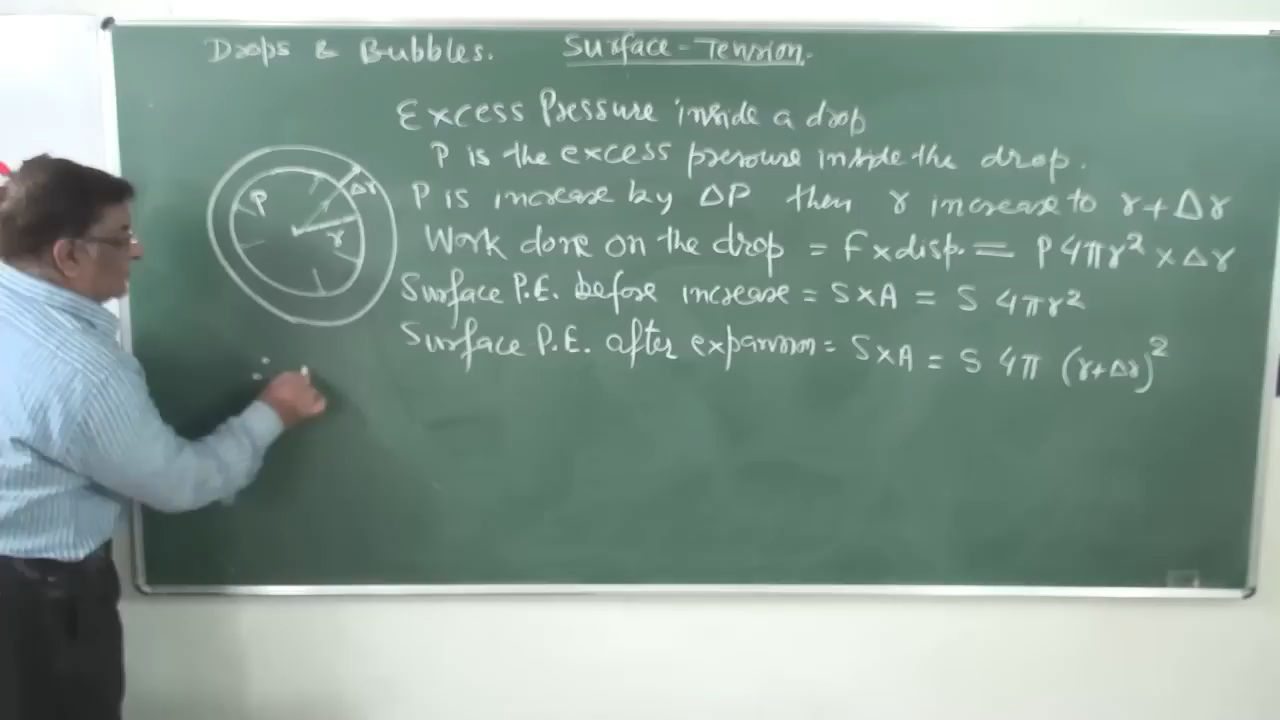 Drops & Bubbles. Surface-Tension.
Excess Pressure inside a drop
P is the excess pressure inside the drop.
P is increase by ΔP then r increase to r+Δr
Work done on the drop = F x disp. = P 4πr² x Δr
Surface P.E. before increase = S x A = S 4πr²
Surface P.E. after expansion = S x A = S 4π (r+Δr)²
P
Δr
r
∴